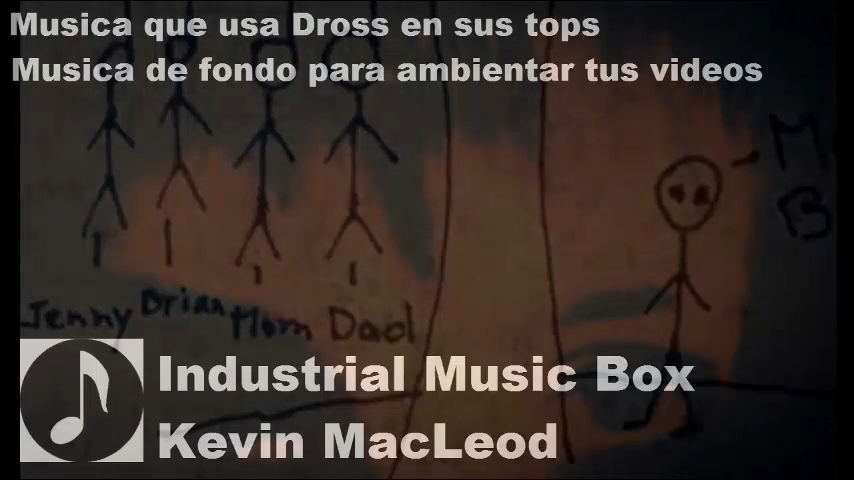 Musica que usa Dross en sus tops
Musica de fondo para ambientar tus videos
Jenny Brian Mom Dad
Industrial Music Box
Kevin MacLeod